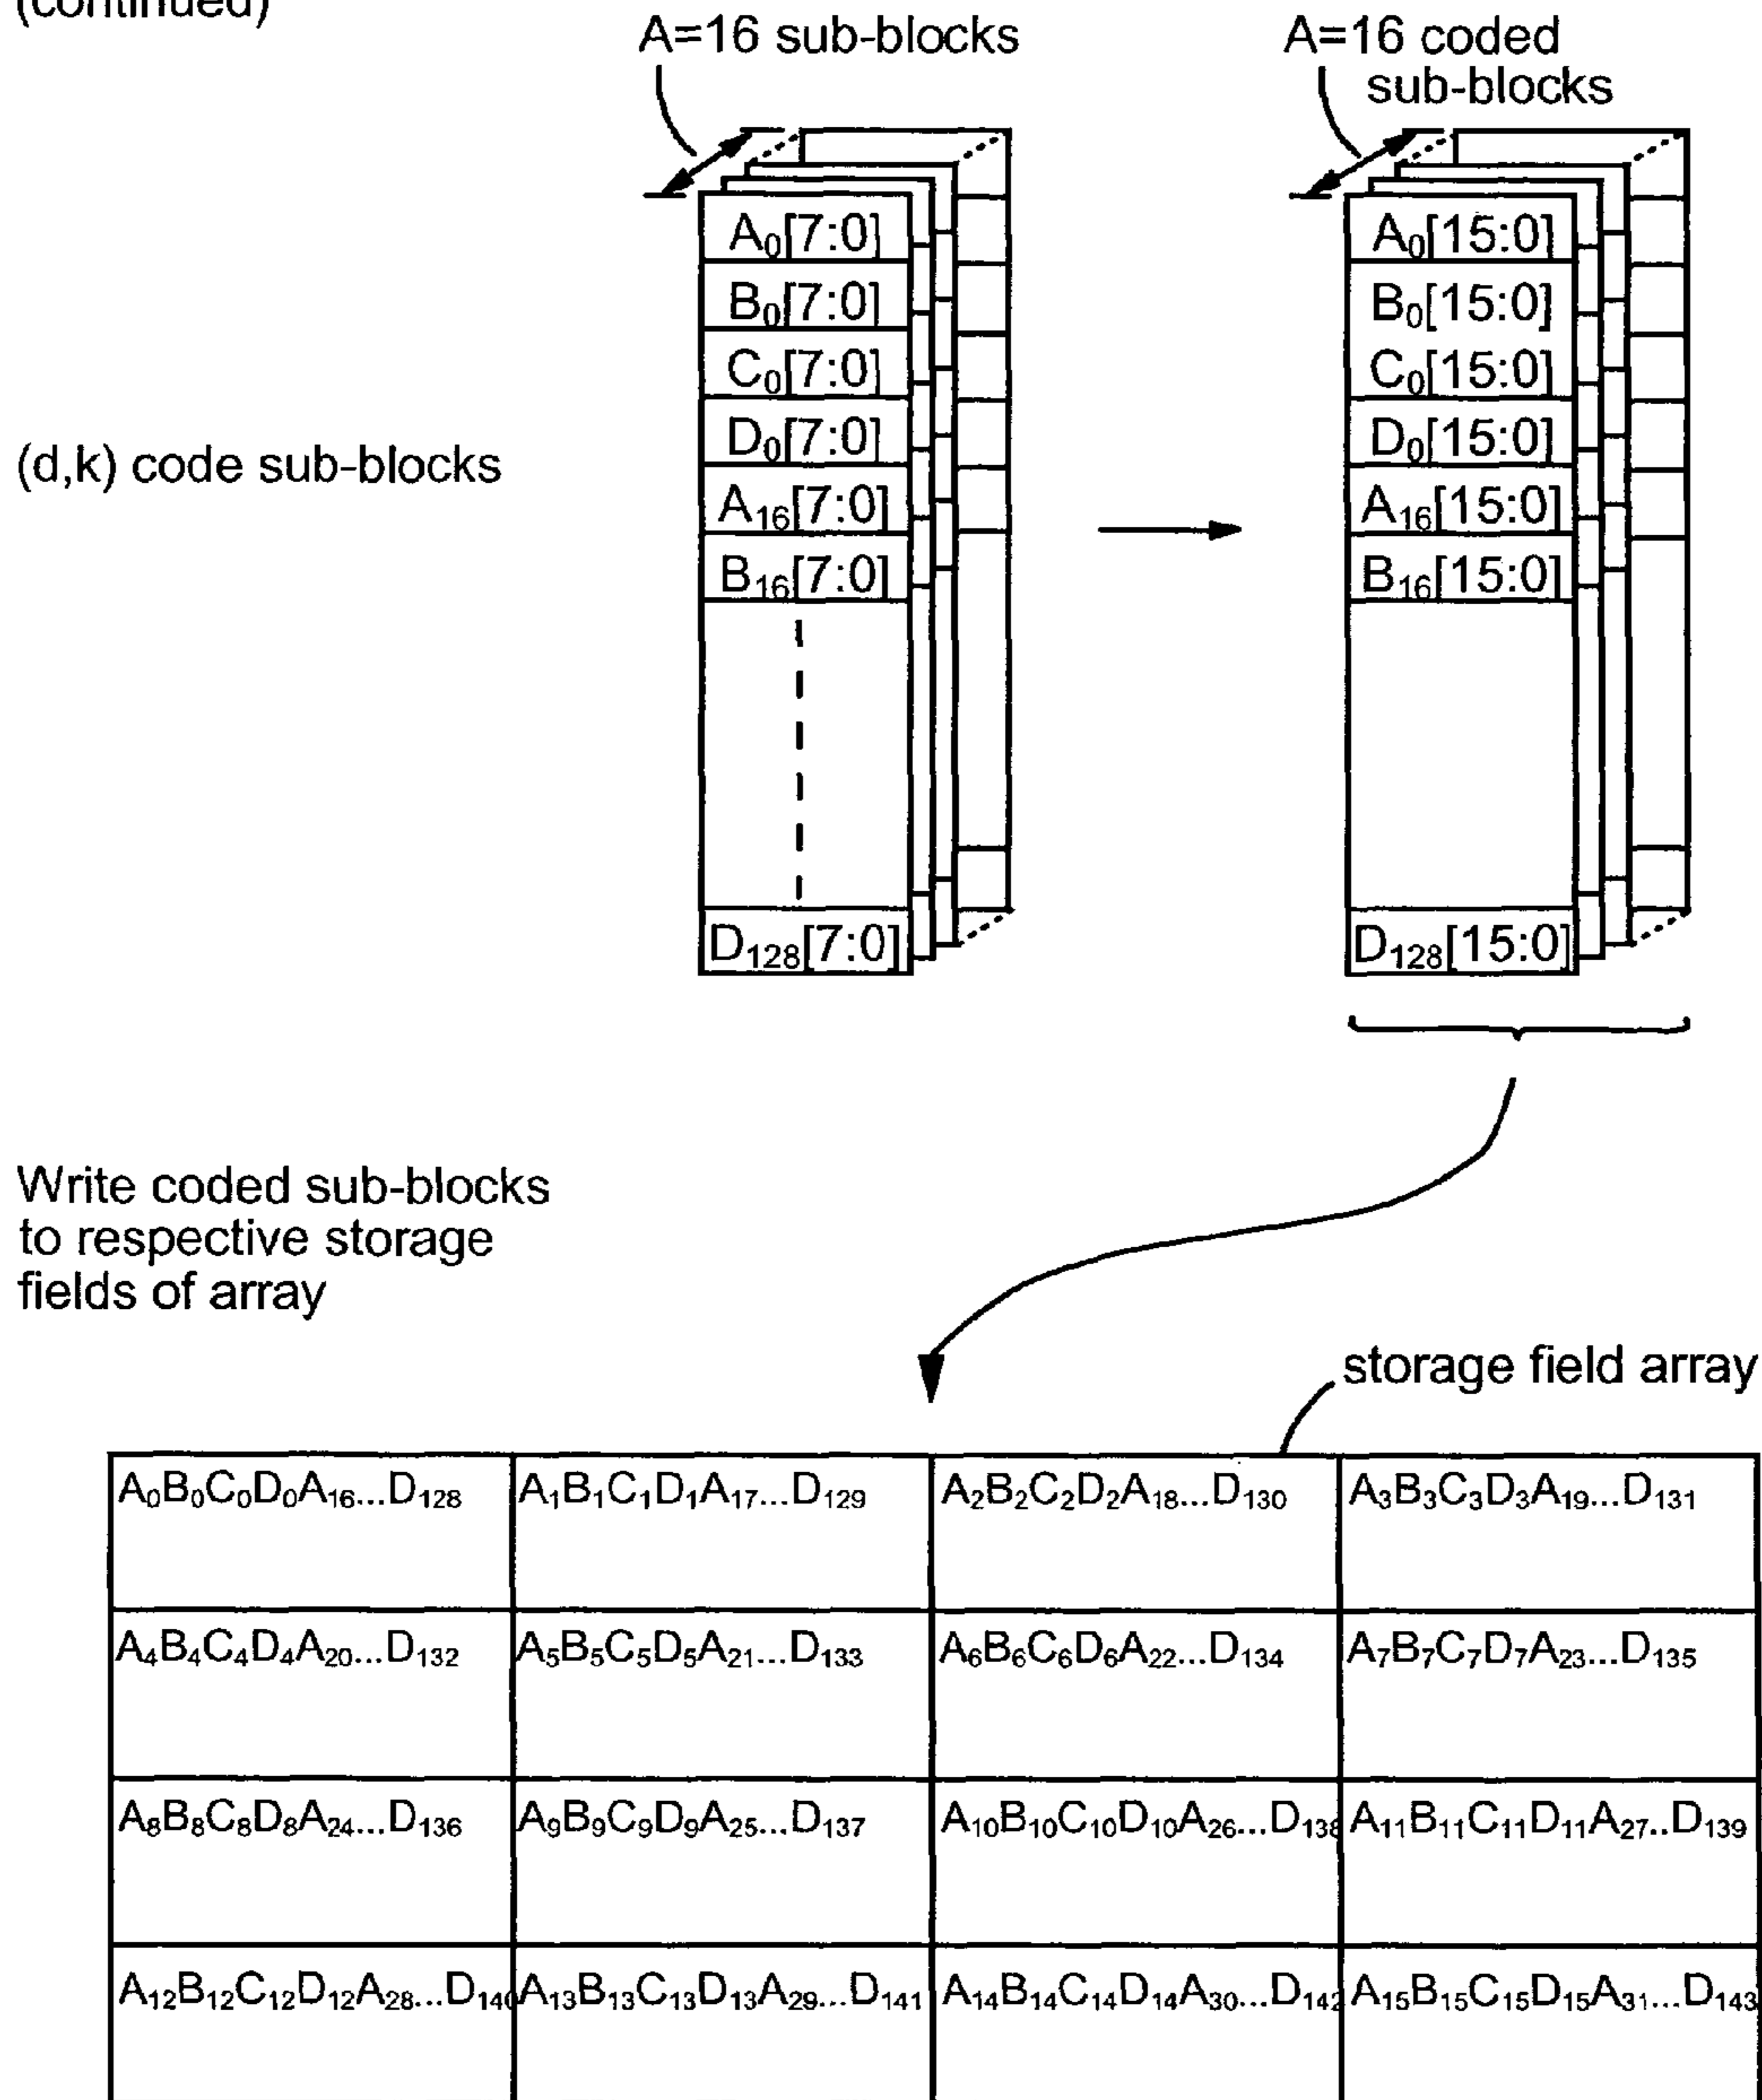 (continued)
A=16 sub-blocks
A=16 coded
sub-blocks
(d,k) code sub-blocks
A₀[7:0]
B₀[7:0]
C₀[7:0]
D₀[7:0]
A₁₆[7:0]
B₁₆[7:0]
D₁₂₈[7:0]
A₀[15:0]
B₀[15:0]
C₀[15:0]
D₀[15:0]
A₁₆[15:0]
B₁₆[15:0]
D₁₂₈[15:0]
Write coded sub-blocks
to respective storage
fields of array
storage field array
A₀B₀C₀D₀A₁₆...D₁₂₈
A₁B₁C₁D₁A₁₇...D₁₂₉
A₂B₂C₂D₂A₁₈...D₁₃₀
A₃B₃C₃D₃A₁₉...D₁₃₁
A₄B₄C₄D₄A₂₀...D₁₃₂
A₅B₅C₅D₅A₂₁...D₁₃₃
A₆B₆C₆D₆A₂₂...D₁₃₄
A₇B₇C₇D₇A₂₃...D₁₃₅
A₈B₈C₈D₈A₂₄...D₁₃₆
A₉B₉C₉D₉A₂₅...D₁₃₇
A₁₀B₁₀C₁₀D₁₀A₂₆...D₁₃₈
A₁₁B₁₁C₁₁D₁₁A₂₇..D₁₃₉
A₁₂B₁₂C₁₂D₁₂A₂₈...D₁₄₀
A₁₃B₁₃C₁₃D₁₃A₂₉...D₁₄₁
A₁₄B₁₄C₁₄D₁₄A₃₀...D₁₄₂
A₁₅B₁₅C₁₅D₁₅A₃₁...D₁₄₃